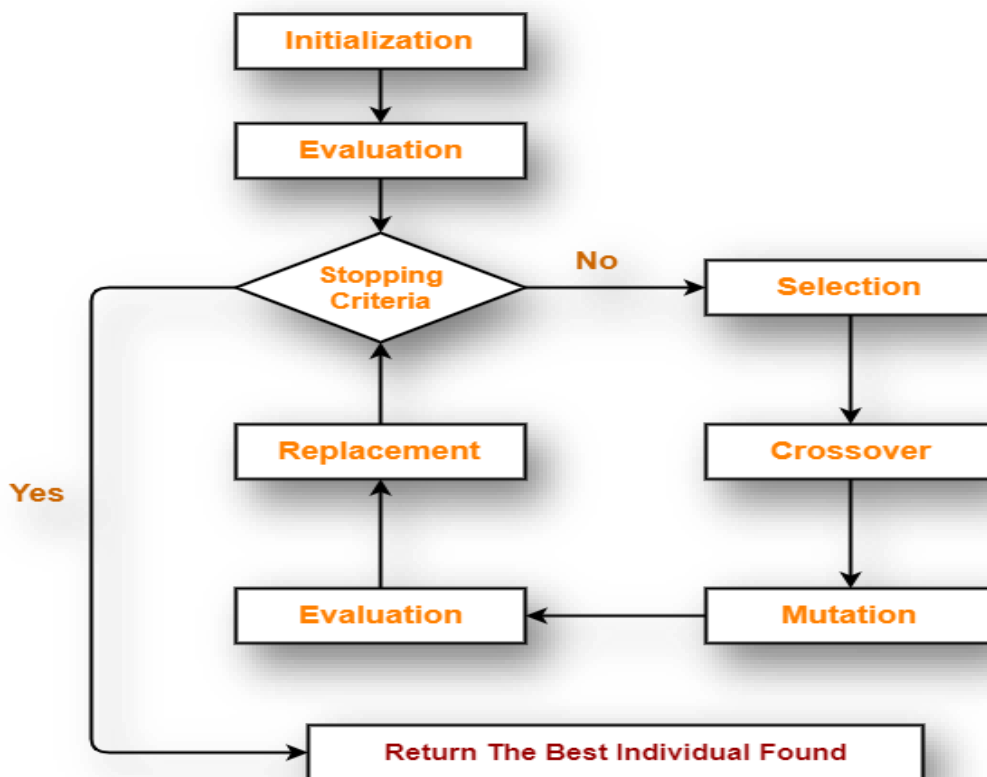 Initialization
Evaluation
Stopping
Criteria
No
Selection
Replacement
Crossover
Yes
Evaluation
Mutation
Return The Best Individual Found